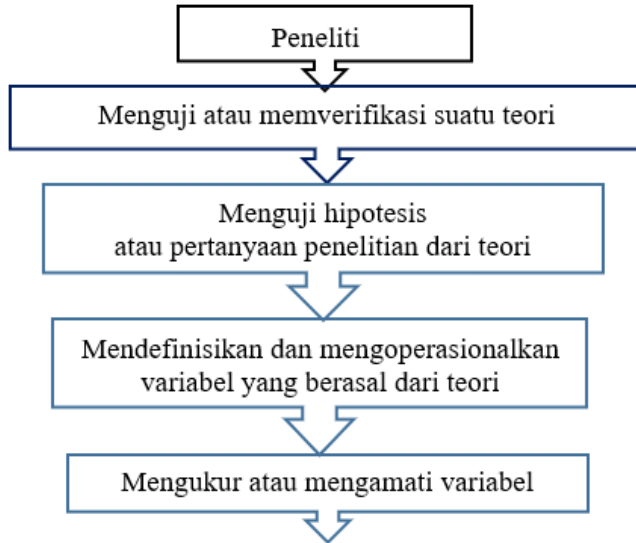 Peneliti
Menguji atau memverifikasi suatu teori
Menguji hipotesis
atau pertanyaan penelitian dari teori
Mendefinisikan dan mengoperasionalkan
variabel yang berasal dari teori
Mengukur atau mengamati variabel